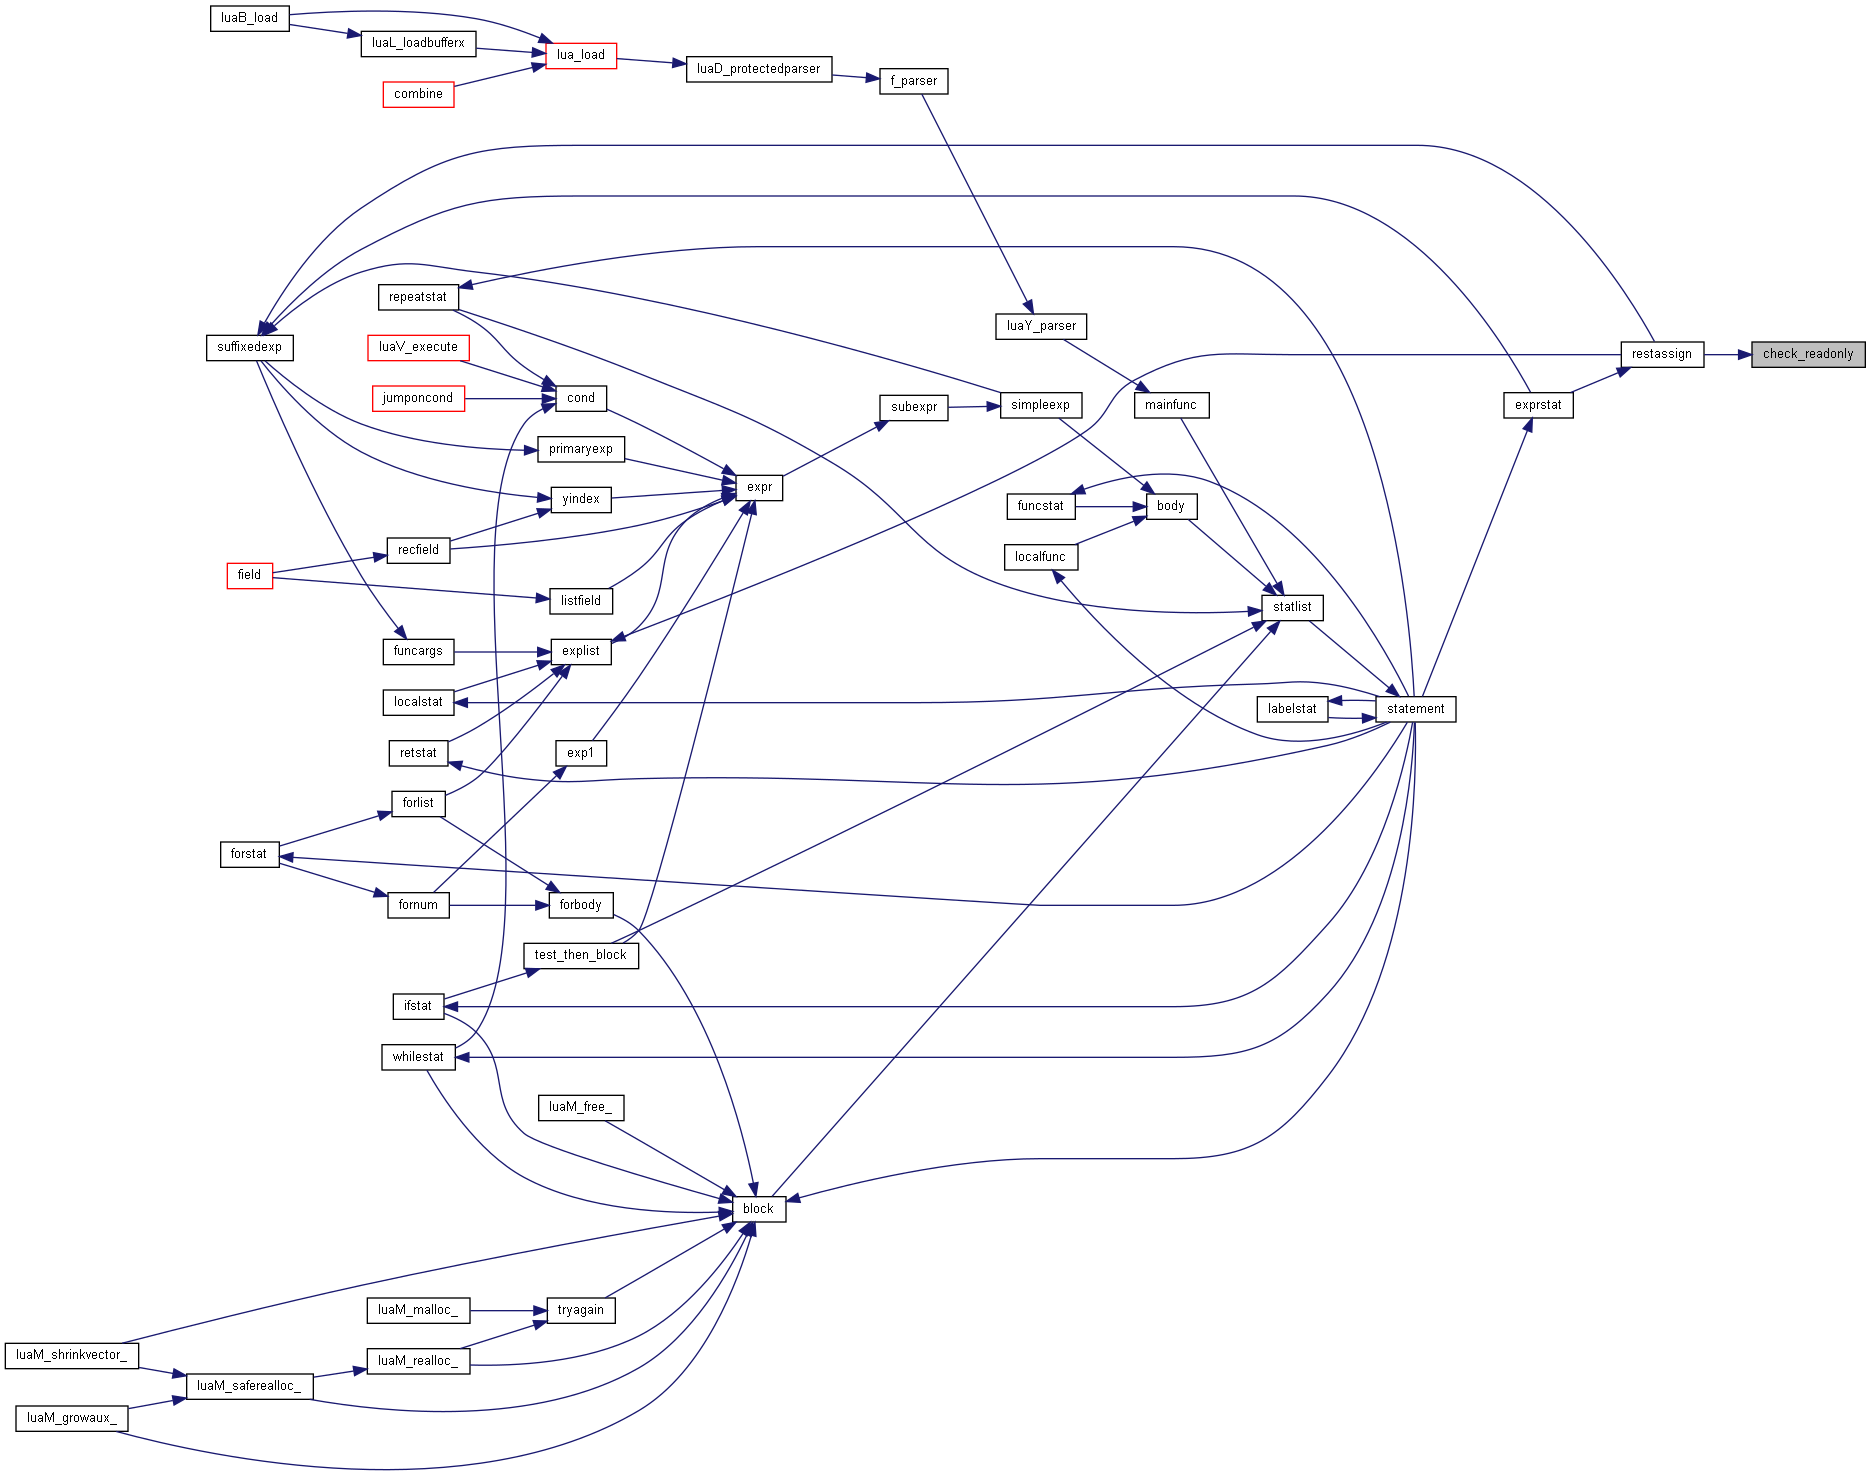 luaB_load
luaL_loadbufferx
lua_load
luaD_protectedparser
f_parser
combine
repeatstat
luaY_parser
suffixedexp
luaV_execute
restassign
check_readonly
jumponcond
cond
subexpr
simpleexp
mainfunc
exprstat
primaryexp
expr
yindex
funcstat
body
recfield
localfunc
field
listfield
statlist
funcargs
explist
localstat
labelstat
statement
retstat
exp1
forlist
forstat
fornum
forbody
test_then_block
ifstat
whilestat
luaM_free_
block
luaM_malloc_
tryagain
luaM_shrinkvector_
luaM_realloc_
luaM_saferealloc_
luaM_growaux_